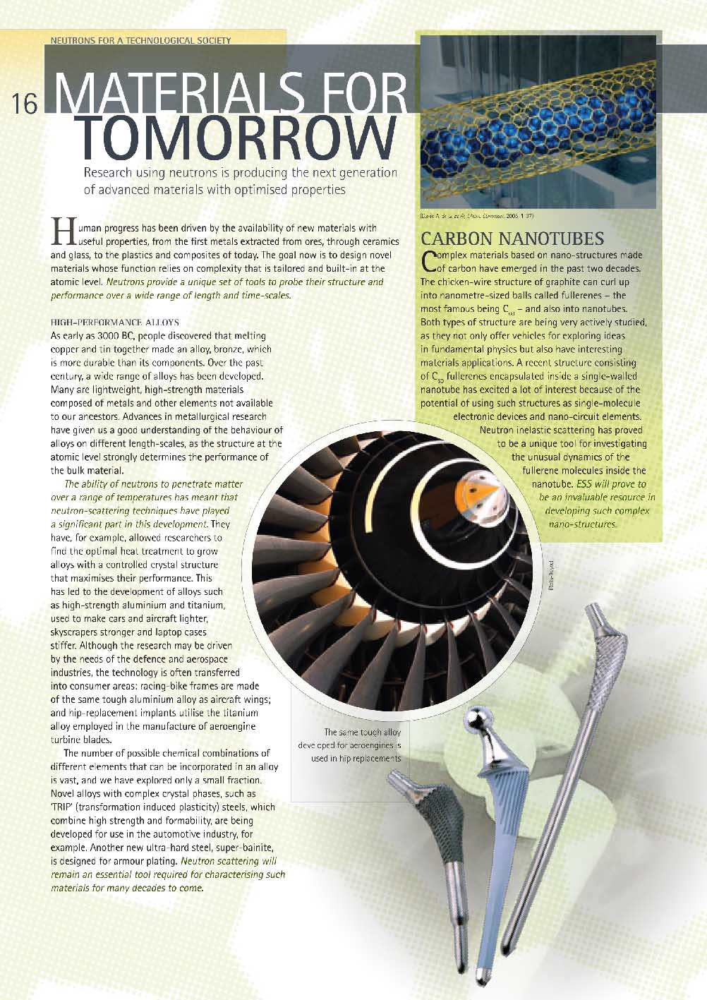 NEUTRONS FOR A TECHNOLOGICAL SOCIETY
16
MATERIALS FOR
TOMORROW
Research using neutrons is producing the next generation
of advanced materials with optimised properties
Human progress has been driven by the availability of new materials with
useful properties, from the first metals extracted from ores, through ceramics
and glass, to the plastics and composites of today. The goal now is to design novel
materials whose function relies on complexity that is tailored and built-in at the
atomic level. Neutrons provide a unique set of tools to probe their structure and
performance over a wide range of length and time-scales.
HIGH-PERFORMANCE ALLOYS
As early as 3000 BC, people discovered that melting
copper and tin together made an alloy, bronze, which
is more durable than its components. Over the past
century, a wide range of alloys has been developed.
Many are lightweight, high-strength materials
composed of metals and other elements not available
to our ancestors. Advances in metallurgical research
have given us a good understanding of the behaviour of
alloys on different length-scales, as the structure at the
atomic level strongly determines the performance of
the bulk material.
The ability of neutrons to penetrate matter
over a range of temperatures has meant that
neutron-scattering techniques have played
a significant part in this development. They
have, for example, allowed researchers to
find the optimal heat treatment to grow
alloys with a controlled crystal structure
that maximises their performance. This
has led to the development of alloys such
as high-strength aluminium and titanium,
used to make cars and aircraft lighter,
skyscrapers stronger and laptop cases
stiffer. Although the research may be driven
by the needs of the defence and aerospace
industries, the technology is often transferred
into consumer areas: racing-bike frames are made
of the same tough aluminium alloy as aircraft wings;
and hip-replacement implants utilise the titanium
alloy employed in the manufacture of aeroengine
turbine blades.
The number of possible chemical combinations of
different elements that can be incorporated in an alloy
is vast, and we have explored only a small fraction.
Novel alloys with complex crystal phases, such as
'TRIP' (transformation induced plasticity) steels, which
combine high strength and formability, are being
developed for use in the automotive industry, for
example. Another new ultra-hard steel, super-bainite,
is designed for armour plating. Neutron scattering will
remain an essential tool required for characterising such
materials for many decades to come.
(David A. Chem. Commun. 2005, 1, 37)
CARBON NANOTUBES
Complex materials based on nano-structures made
of carbon have emerged in the past two decades.
The chicken-wire structure of graphite can curl up
into nanometre-sized balls called fullerenes – the
most famous being C60 – and also into nanotubes.
Both types of structure are being very actively studied,
as they not only offer vehicles for exploring ideas
in fundamental physics but also have interesting
materials applications. A recent structure consisting
of C60 fullerenes encapsulated inside a single-walled
nanotube has excited a lot of interest because of the
potential of using such structures as single-molecule
electronic devices and nano-circuit elements.
Neutron inelastic scattering has proved
to be a unique tool for investigating
the unusual dynamics of the
fullerene molecules inside the
nanotube. ESS will prove to
be an invaluable resource in
developing such complex
nano-structures.
(Rolls-Royce)
The same tough alloy
developed for aeroengines is
used in hip replacements